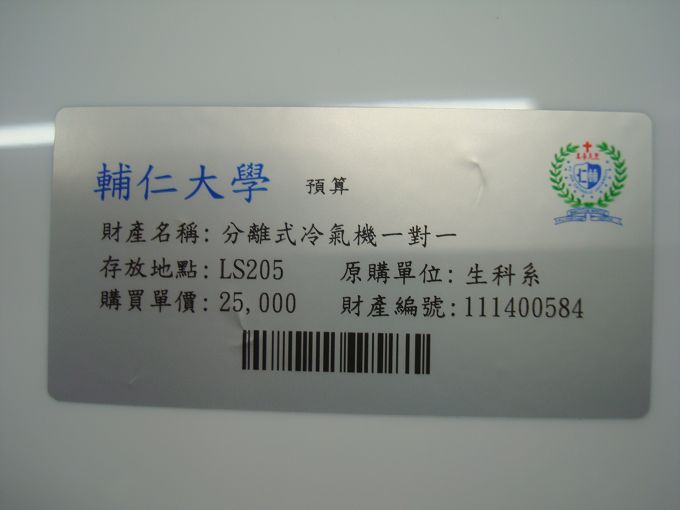 輔仁大學 預算
財產名稱: 分離式冷氣機一對一
存放地點: LS205 原購單位: 生科系
購買單價: 25,000 財產編號: 111400584